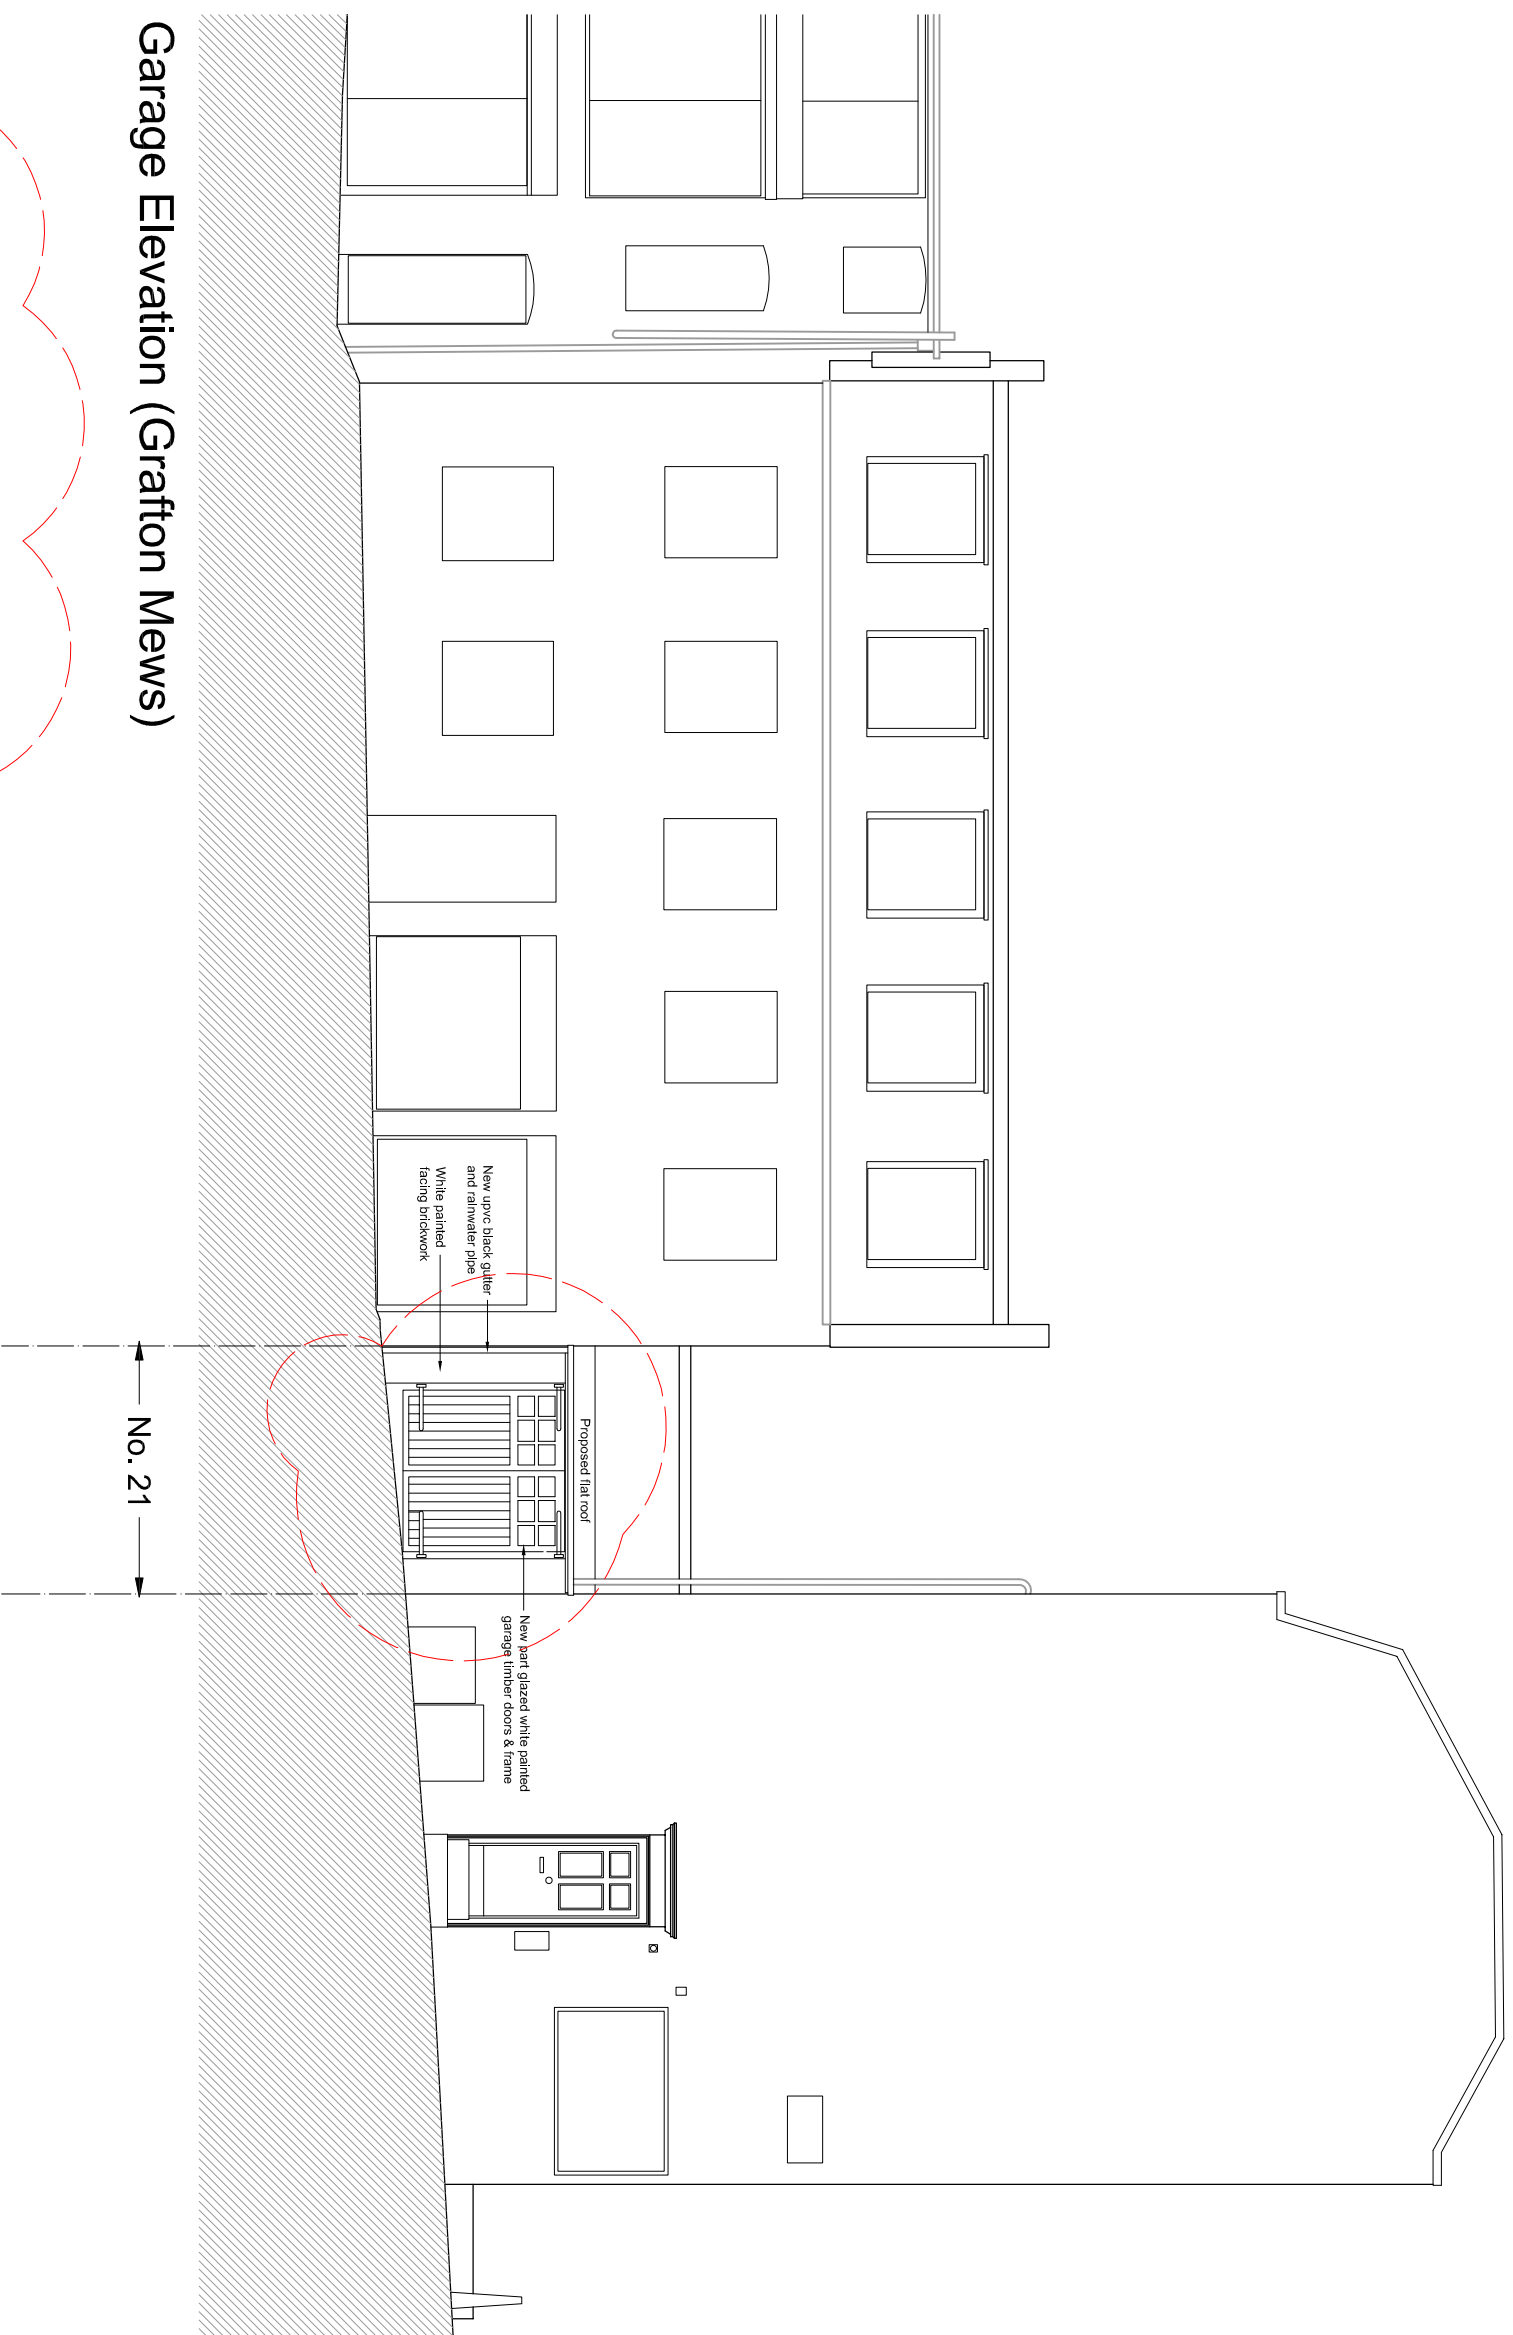 Proposed flat roof
New upvc black gutter
and rainwater pipe
White painted
facing brickwork
New part glazed white painted
garage timber doors & frame
No. 21
Garage Elevation (Grafton Mews)